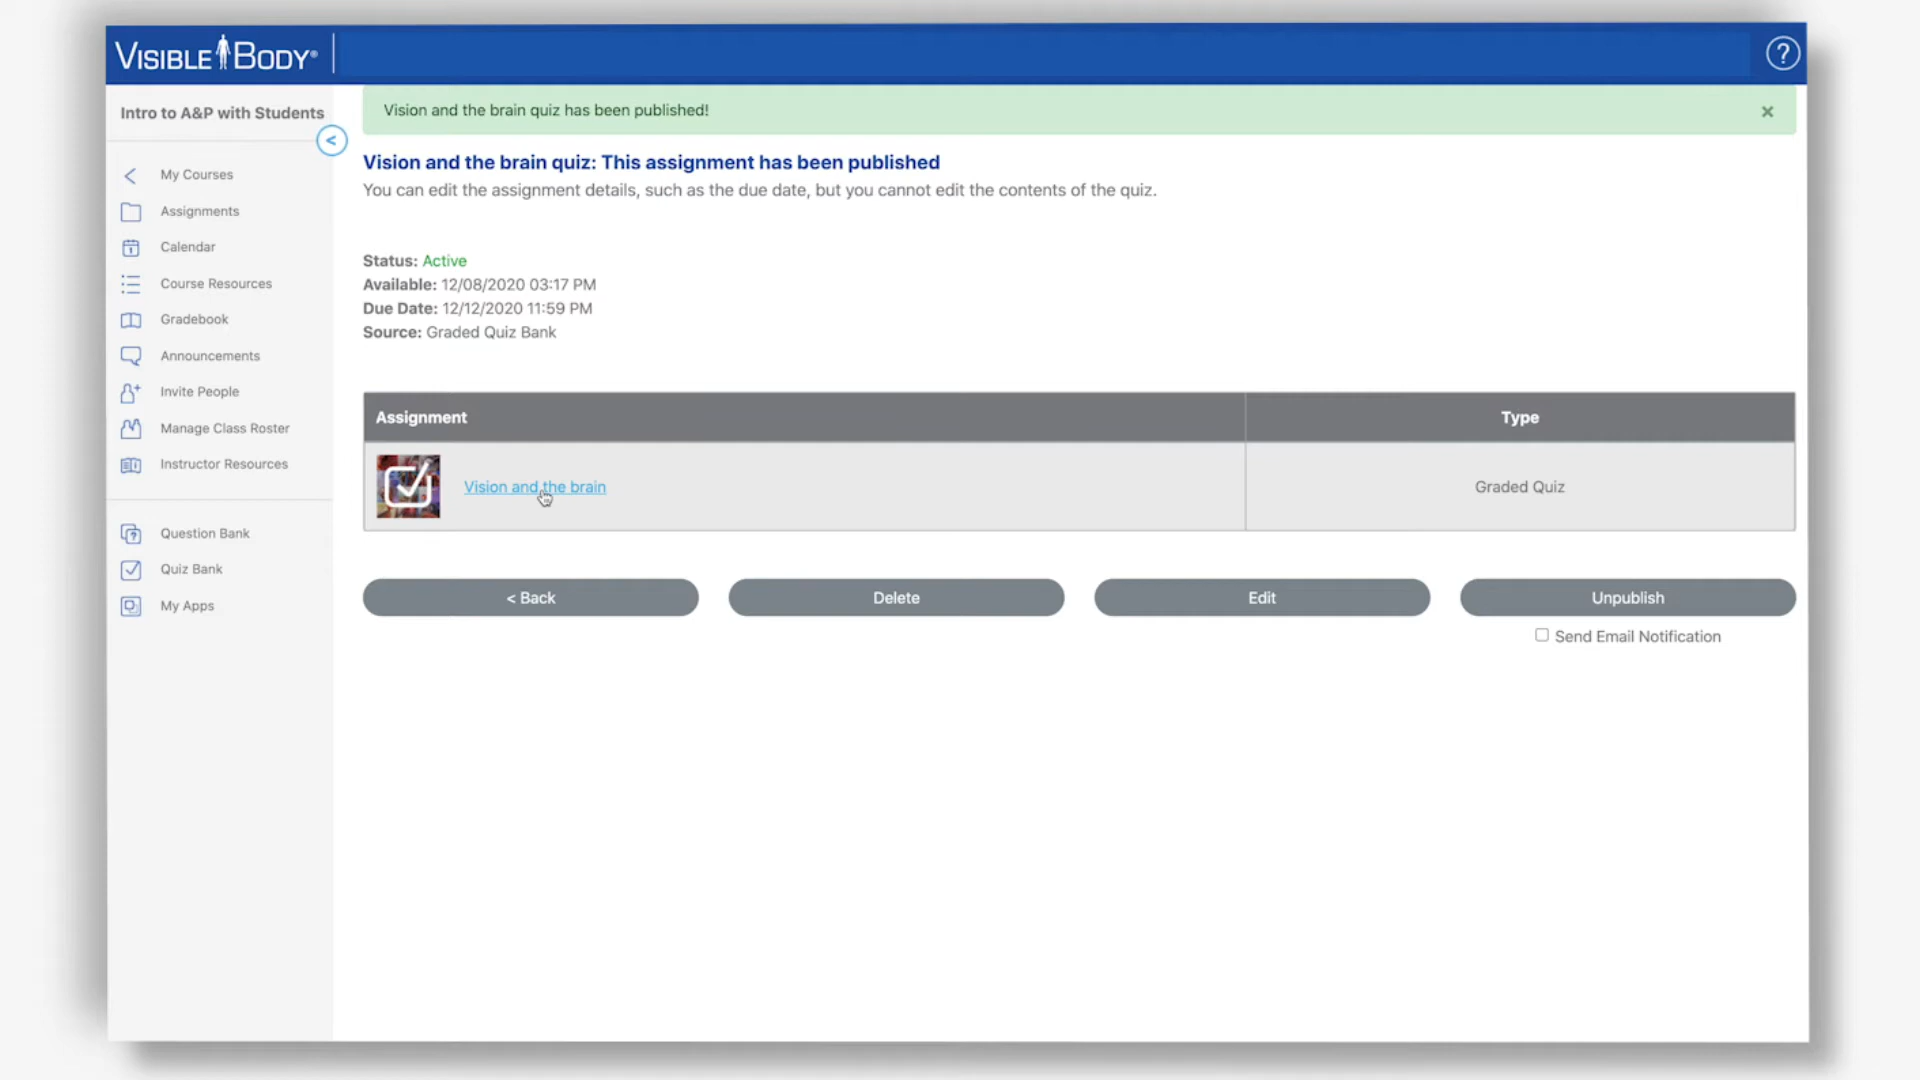 VISIBLE BODY®
?
Intro to A&P with Students
<
Vision and the brain quiz has been published!
×
Vision and the brain quiz: This assignment has been published
You can edit the assignment details, such as the due date, but you cannot edit the contents of the quiz.
My Courses
Assignments
Calendar
Course Resources
Gradebook
Announcements
Invite People
Manage Class Roster
Instructor Resources
Question Bank
Quiz Bank
My Apps
Status: Active
Available: 12/08/2020 03:17 PM
Due Date: 12/12/2020 11:59 PM
Source: Graded Quiz Bank
Assignment Type
Vision and the brain Graded Quiz
< Back Delete Edit Unpublish
Send Email Notification